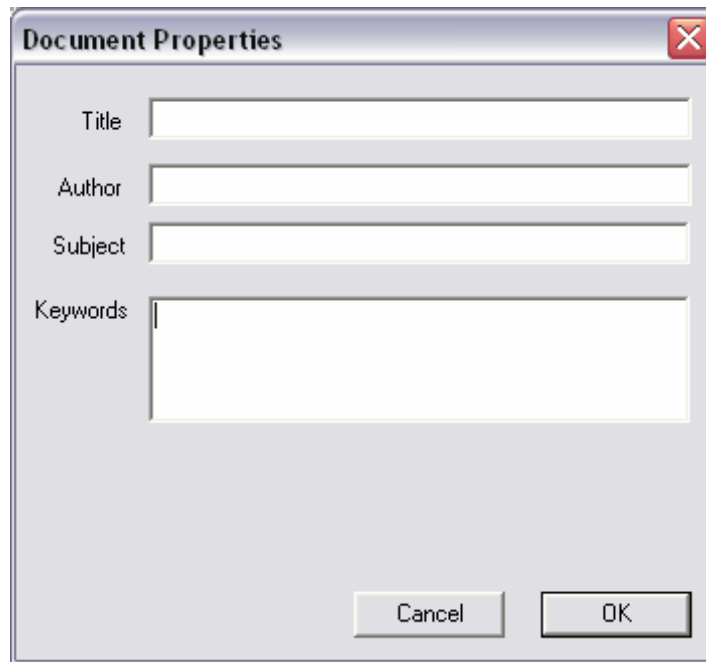 Document Properties
Title
Author
Subject
Keywords
Cancel OK